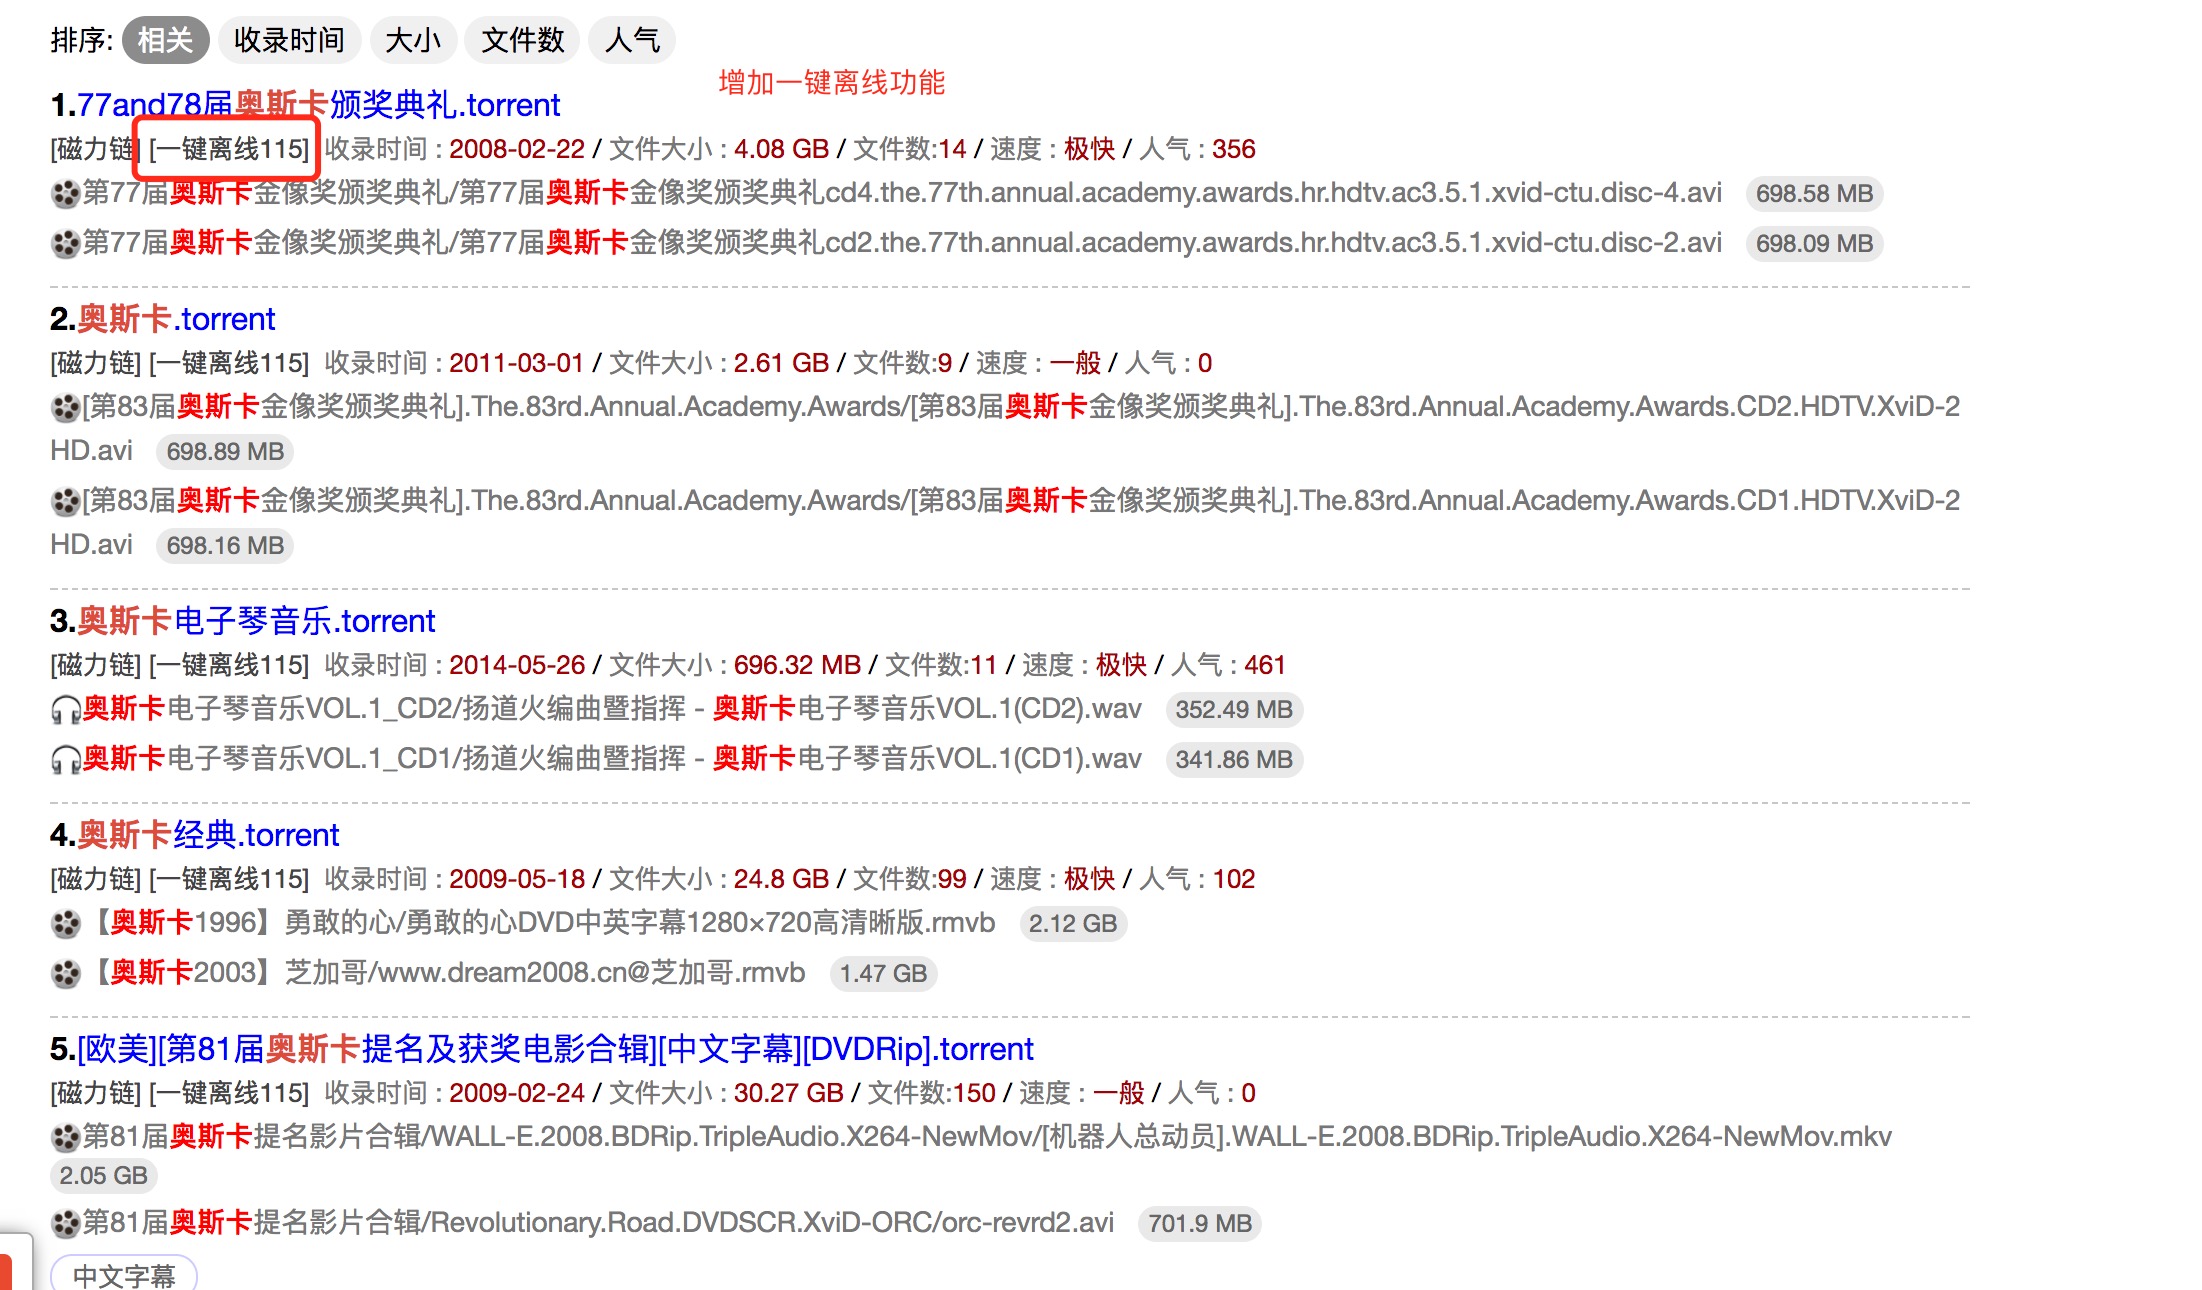 排序: 相关 收录时间 大小 文件数 人气
增加一键离线功能
1.77and78届奥斯卡颁奖典礼.torrent
[磁力链] [一键离线115] 收录时间 : 2008-02-22 / 文件大小 : 4.08 GB / 文件数:14 / 速度 : 极快 / 人气 : 356
第77届奥斯卡金像奖颁奖典礼/第77届奥斯卡金像奖颁奖典礼cd4.the.77th.annual.academy.awards.hr.hdtv.ac3.5.1.xvid-ctu.disc-4.avi 698.58 MB
第77届奥斯卡金像奖颁奖典礼/第77届奥斯卡金像奖颁奖典礼cd2.the.77th.annual.academy.awards.hr.hdtv.ac3.5.1.xvid-ctu.disc-2.avi 698.09 MB
2.奥斯卡.torrent
[磁力链] [一键离线115] 收录时间 : 2011-03-01 / 文件大小 : 2.61 GB / 文件数:9 / 速度 : 一般 / 人气 : 0
[第83届奥斯卡金像奖颁奖典礼].The.83rd.Annual.Academy.Awards/[第83届奥斯卡金像奖颁奖典礼].The.83rd.Annual.Academy.Awards.CD2.HDTV.XviD-2
HD.avi 698.89 MB
[第83届奥斯卡金像奖颁奖典礼].The.83rd.Annual.Academy.Awards/[第83届奥斯卡金像奖颁奖典礼].The.83rd.Annual.Academy.Awards.CD1.HDTV.XviD-2
HD.avi 698.16 MB
3.奥斯卡电子琴音乐.torrent
[磁力链] [一键离线115] 收录时间 : 2014-05-26 / 文件大小 : 696.32 MB / 文件数:11 / 速度 : 极快 / 人气 : 461
奥斯卡电子琴音乐VOL.1_CD2/扬道火编曲暨指挥 - 奥斯卡电子琴音乐VOL.1(CD2).wav 352.49 MB
奥斯卡电子琴音乐VOL.1_CD1/扬道火编曲暨指挥 - 奥斯卡电子琴音乐VOL.1(CD1).wav 341.86 MB
4.奥斯卡经典.torrent
[磁力链] [一键离线115] 收录时间 : 2009-05-18 / 文件大小 : 24.8 GB / 文件数:99 / 速度 : 极快 / 人气 : 102
【奥斯卡1996】勇敢的心/勇敢的心DVD中英字幕1280×720高清晰版.rmvb 2.12 GB
【奥斯卡2003】芝加哥/www.dream2008.cn@芝加哥.rmvb 1.47 GB
5.[欧美][第81届奥斯卡提名及获奖电影合辑][中文字幕][DVDRip].torrent
[磁力链] [一键离线115] 收录时间 : 2009-02-24 / 文件大小 : 30.27 GB / 文件数:150 / 速度 : 一般 / 人气 : 0
第81届奥斯卡提名影片合辑/WALL-E.2008.BDRip.TripleAudio.X264-NewMov/[机器人总动员].WALL-E.2008.BDRip.TripleAudio.X264-NewMov.mkv
2.05 GB
第81届奥斯卡提名影片合辑/Revolutionary.Road.DVDSCR.XviD-ORC/orc-revrd2.avi 701.9 MB
中文字幕